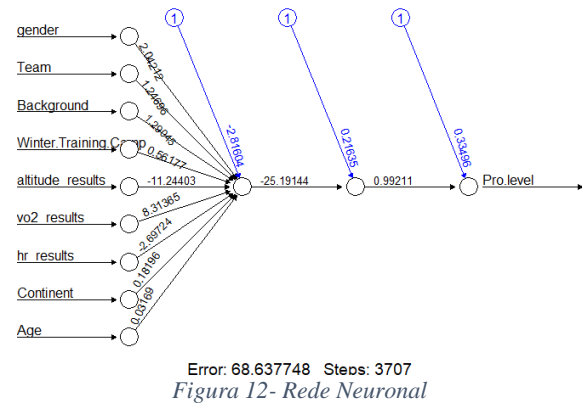 gender
1
1
1
2.04212
Team
1.24696
Background
1.29045
Winter.Training.Camp
0.56177
-2.81604
0.21635
0.33496
altitude_results
-11.24403
-25.19144
0.99211
Pro.level
vo2_results
8.31365
hr_results
-2.69724
Continent
0.18196
Age
0.03169
Error: 68.637748 Steps: 3707
Figura 12- Rede Neuronal